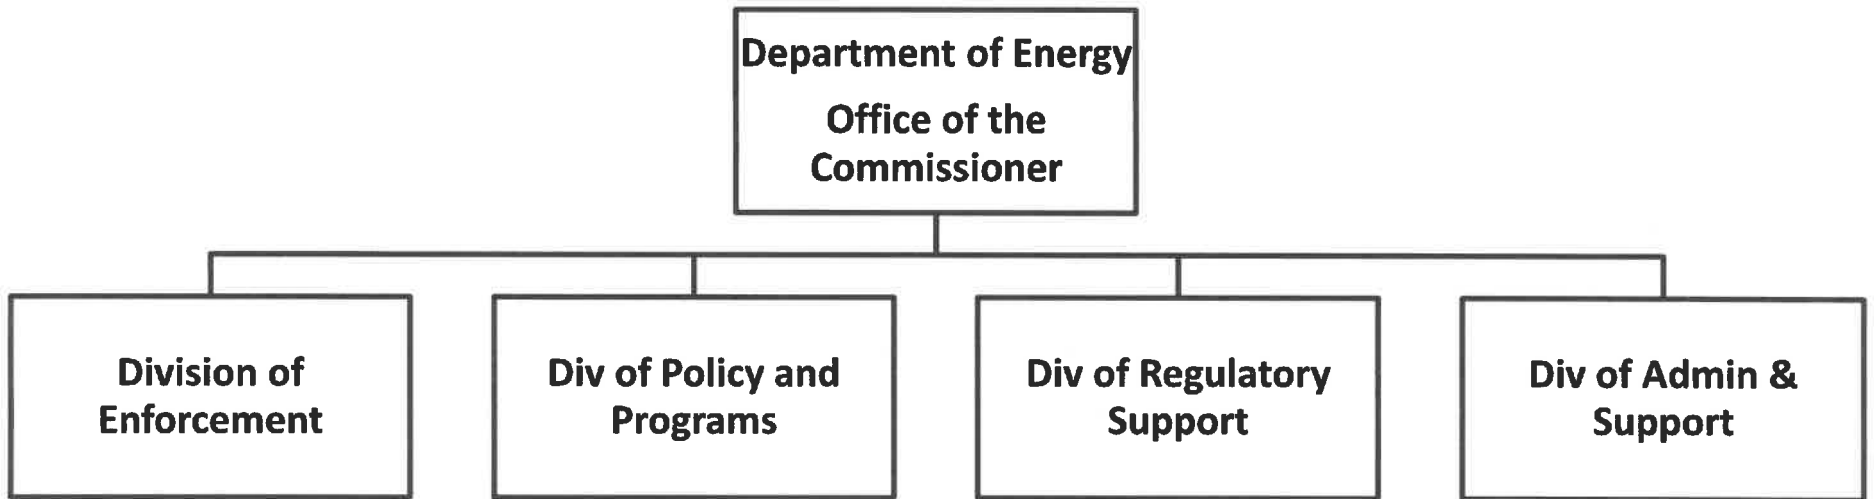 Department of Energy
Office of the
Commissioner
Division of
Enforcement
Div of Policy and
Programs
Div of Regulatory
Support
Div of Admin &
Support